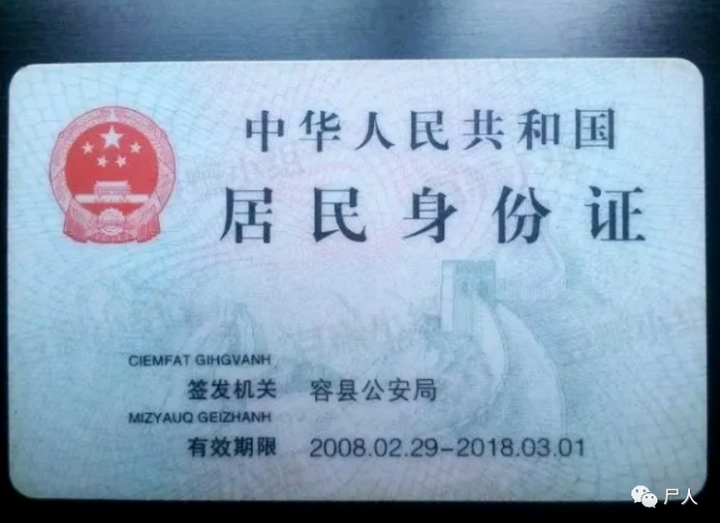 中华人民共和国
居民身份证
CIEMFAT GIHGVANH
签发机关 容县公安局
MIZYAUQ GEIZHANH
有效期限 2008.02.29-2018.03.01
尸人